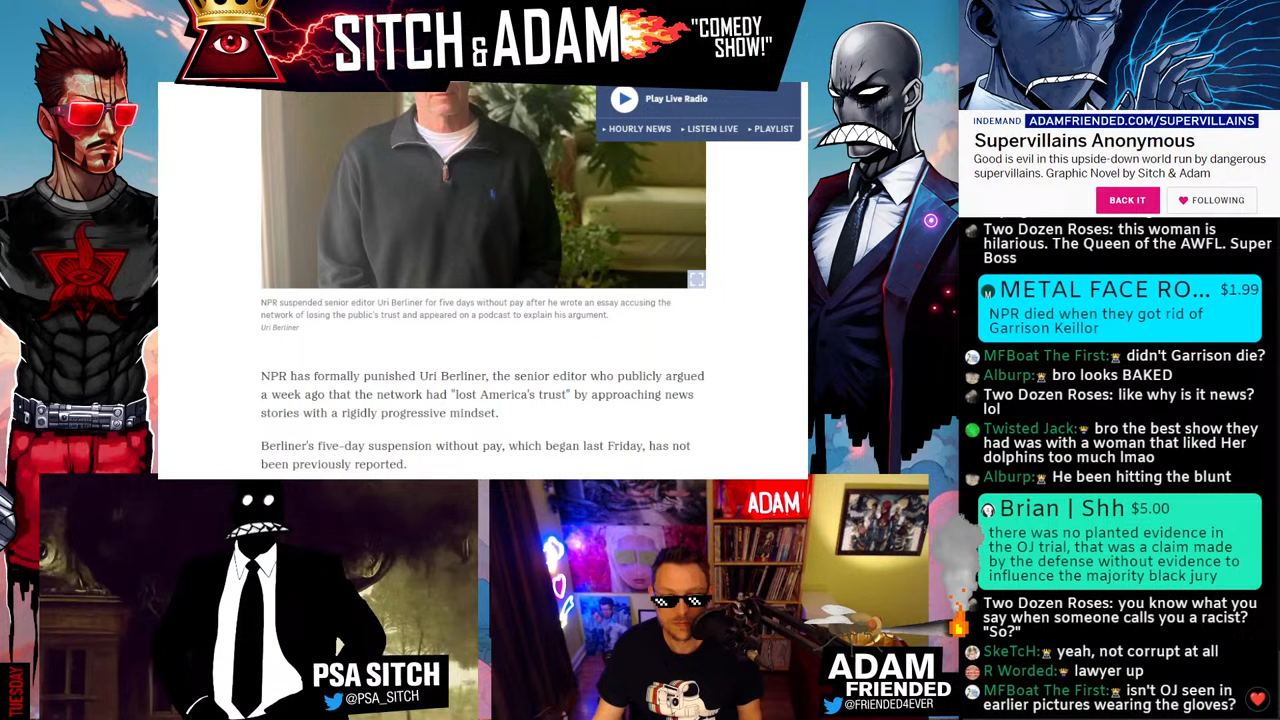 SITCH & ADAM
"COMEDY
SHOW!"
Play Live Radio
HOURLY NEWS
LISTEN LIVE
PLAYLIST
NPR suspended senior editor Uri Berliner for five days without pay after he wrote an essay accusing the
network of losing the public's trust and appeared on a podcast to explain his argument.
Uri Berliner
NPR has formally punished Uri Berliner, the senior editor who publicly argued
a week ago that the network had "lost America's trust" by approaching news
stories with a rigidly progressive mindset.
Berliner's five-day suspension without pay, which began last Friday, has not
been previously reported.
INDEMAND ADAMFRIENDED.COM/SUPERVILLAINS
Supervillains Anonymous
Good is evil in this upside-down world run by dangerous
supervillains. Graphic Novel by Sitch & Adam
BACK IT
FOLLOWING
Two Dozen Roses: this woman is
hilarious. The Queen of the AWFL. Super
Boss
METAL FACE RO... $1.99
NPR died when they got rid of
Garrison Keillor
MFBoat The First: didn't Garrison die?
Alburp: bro looks BAKED
Two Dozen Roses: like why is it news?
lol
Twisted Jack: bro the best show they
had was with a woman that liked Her
dolphins too much lmao
Alburp: He been hitting the blunt
Brian | Shh $5.00
there was no planted evidence in
the OJ trial, that was a claim made
by the defense without evidence to
influence the majority black jury
Two Dozen Roses: you know what you
say when someone calls you a racist?
"So?"
SkeTcH: yeah, not corrupt at all
R Worded: lawyer up
MFBoat The First: isn't OJ seen in
earlier pictures wearing the gloves?
TUESDAY
PSA SITCH
@PSA_SITCH
ADAM
ADAM
FRIENDED
@FRIENDED4EVER